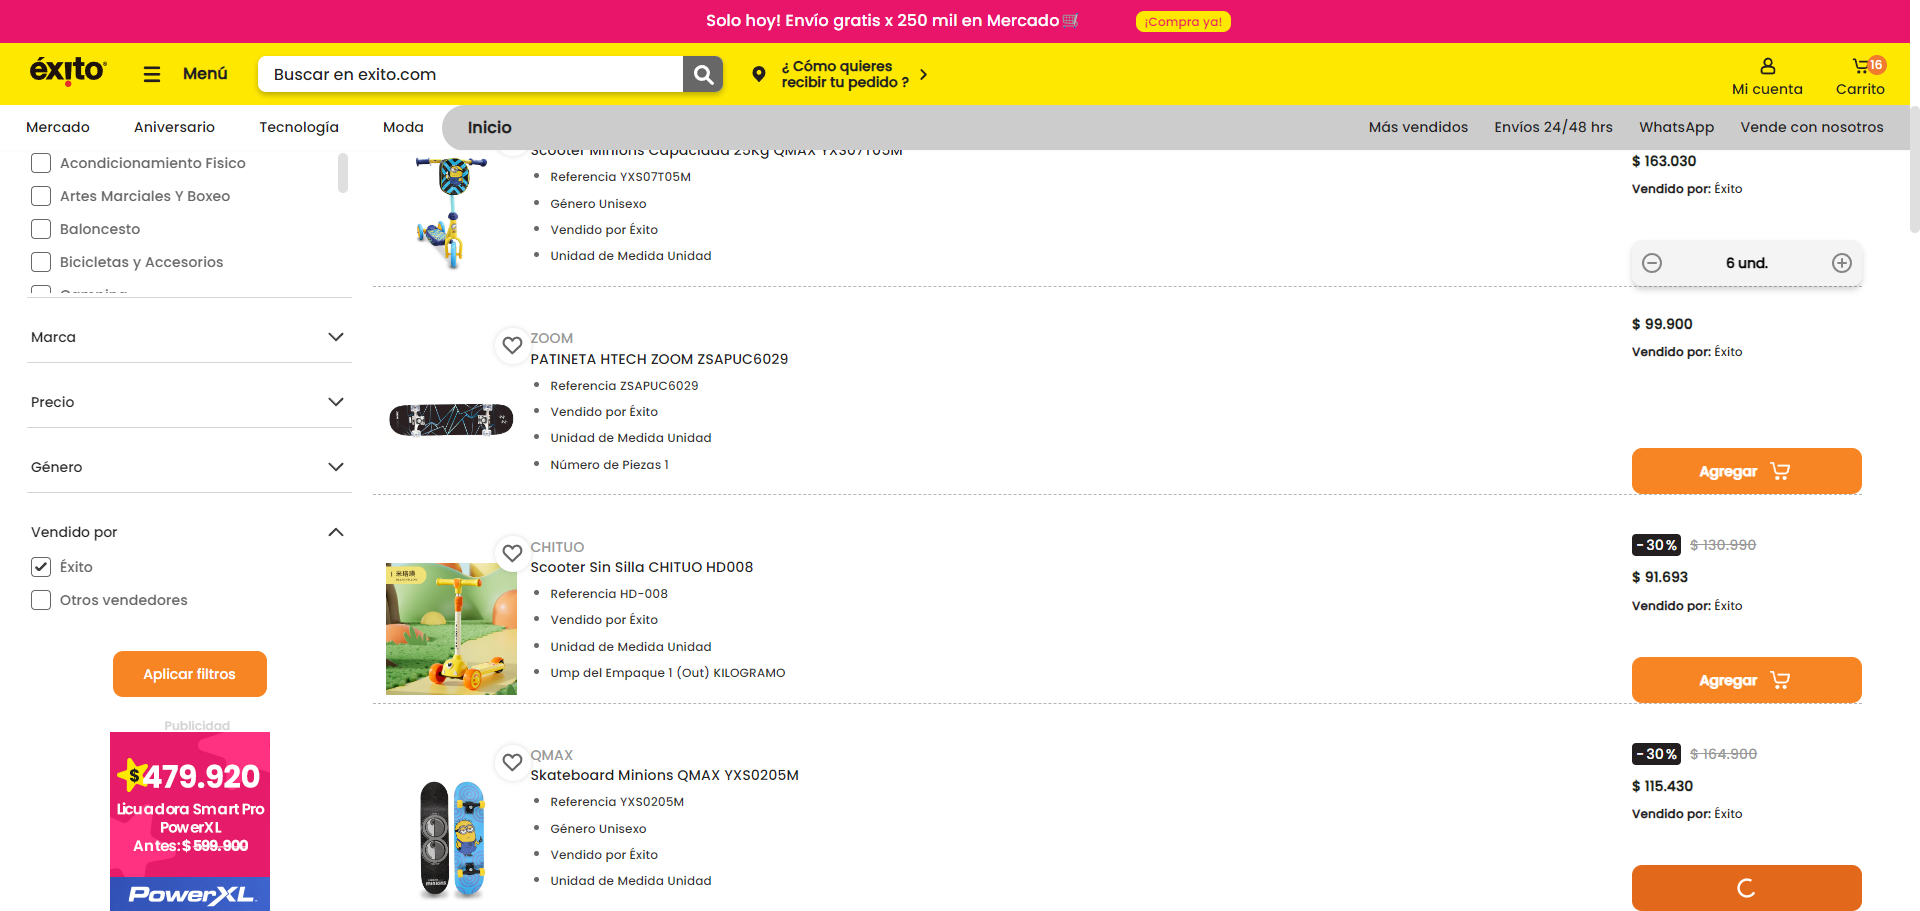 Solo hoy! Envío gratis x 250 mil en Mercado🛒
¡Compra ya!
éxito
Menú
Buscar en exito.com
¿ Cómo quieres
recibir tu pedido ?
Mi cuenta
16
Carrito
Mercado
Aniversario
Tecnología
Moda
Inicio
Más vendidos
Envíos 24/48 hrs
WhatsApp
Vende con nosotros
Acondicionamiento Fisico
Artes Marciales Y Boxeo
Baloncesto
Bicicletas y Accesorios
Camping
Marca
Precio
Género
Vendido por
Éxito
Otros vendedores
Aplicar filtros
Publicidad
$479.920
Licuadora Smart Pro
PowerXL
Antes: $ 599.900
PowerXL
Scooter Minions Capacidad 25Kg QMAX YXS07T05M
Referencia YXS07T05M
Género Unisexo
Vendido por Éxito
Unidad de Medida Unidad
$ 163.030
Vendido por: Éxito
6 und.
ZOOM
PATINETA HTECH ZOOM ZSAPUC6029
Referencia ZSAPUC6029
Vendido por Éxito
Unidad de Medida Unidad
Número de Piezas 1
$ 99.900
Vendido por: Éxito
Agregar
CHITUO
Scooter Sin Silla CHITUO HD008
Referencia HD-008
Vendido por Éxito
Unidad de Medida Unidad
Ump del Empaque 1 (Out) KILOGRAMO
-30% $ 130.990
$ 91.693
Vendido por: Éxito
Agregar
QMAX
Skateboard Minions QMAX YXS0205M
Referencia YXS0205M
Género Unisexo
Vendido por Éxito
Unidad de Medida Unidad
-30% $ 164.900
$ 115.430
Vendido por: Éxito